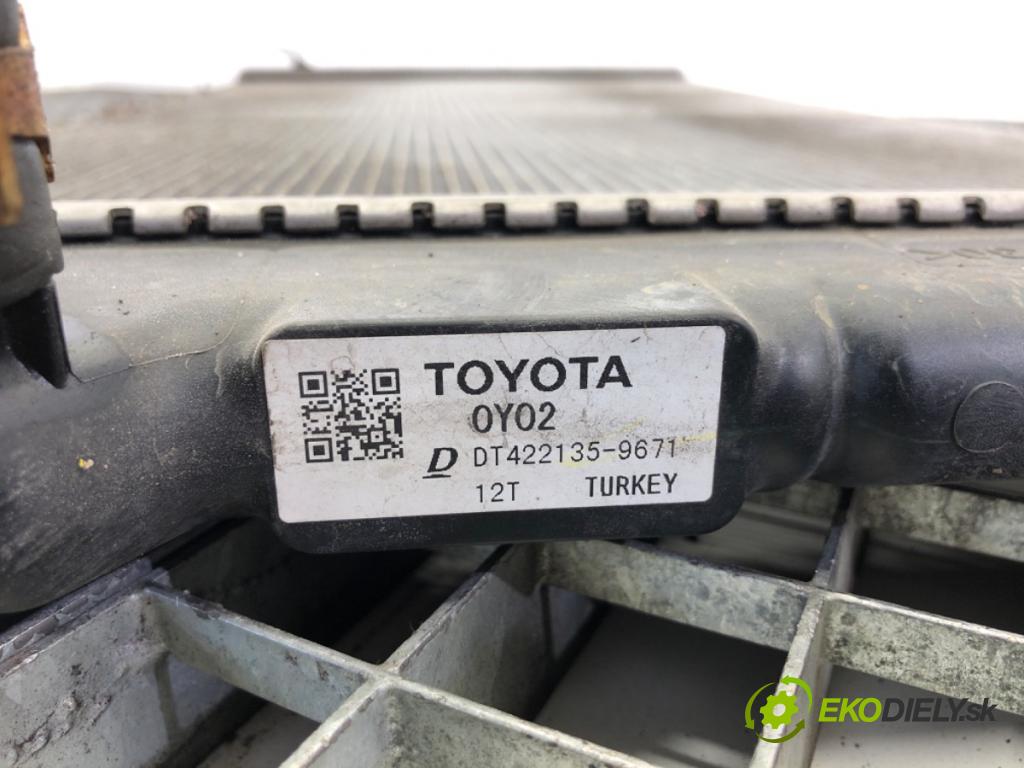 TOYOTA
0Y02
D DT422135-9671
12T TURKEY
EKODIELY.sk